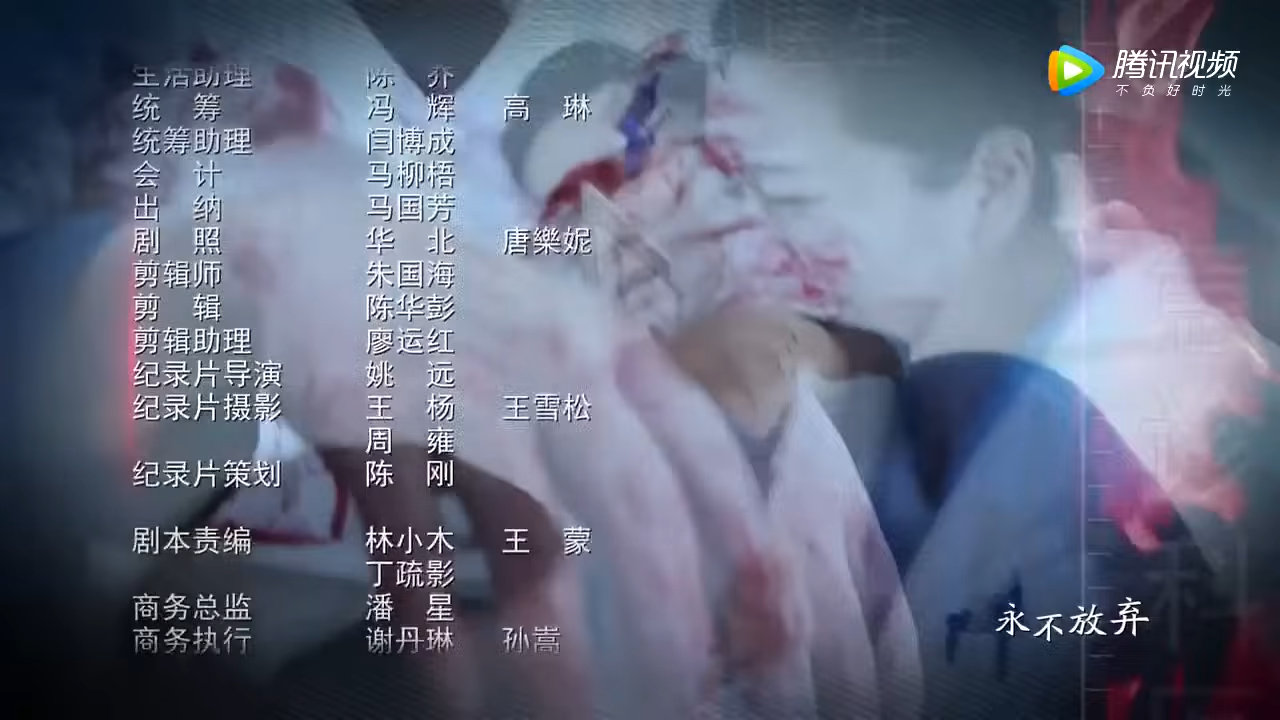 腾讯视频
不负好时光
生活助理 陈乔
统筹 冯辉 高琳
统筹助理 闫博成
会计 马柳梧
出纳 马国芳
剧照 华北 唐樂妮
剪辑师 朱国海
剪辑 陈华彭
剪辑助理 廖运红
纪录片导演 姚远
纪录片摄影 王杨 王雪松
周雍
纪录片策划 陈刚
剧本责编 林小木 王蒙
丁疏影
商务总监 潘星
商务执行 谢丹琳 孙嵩
永不放弃